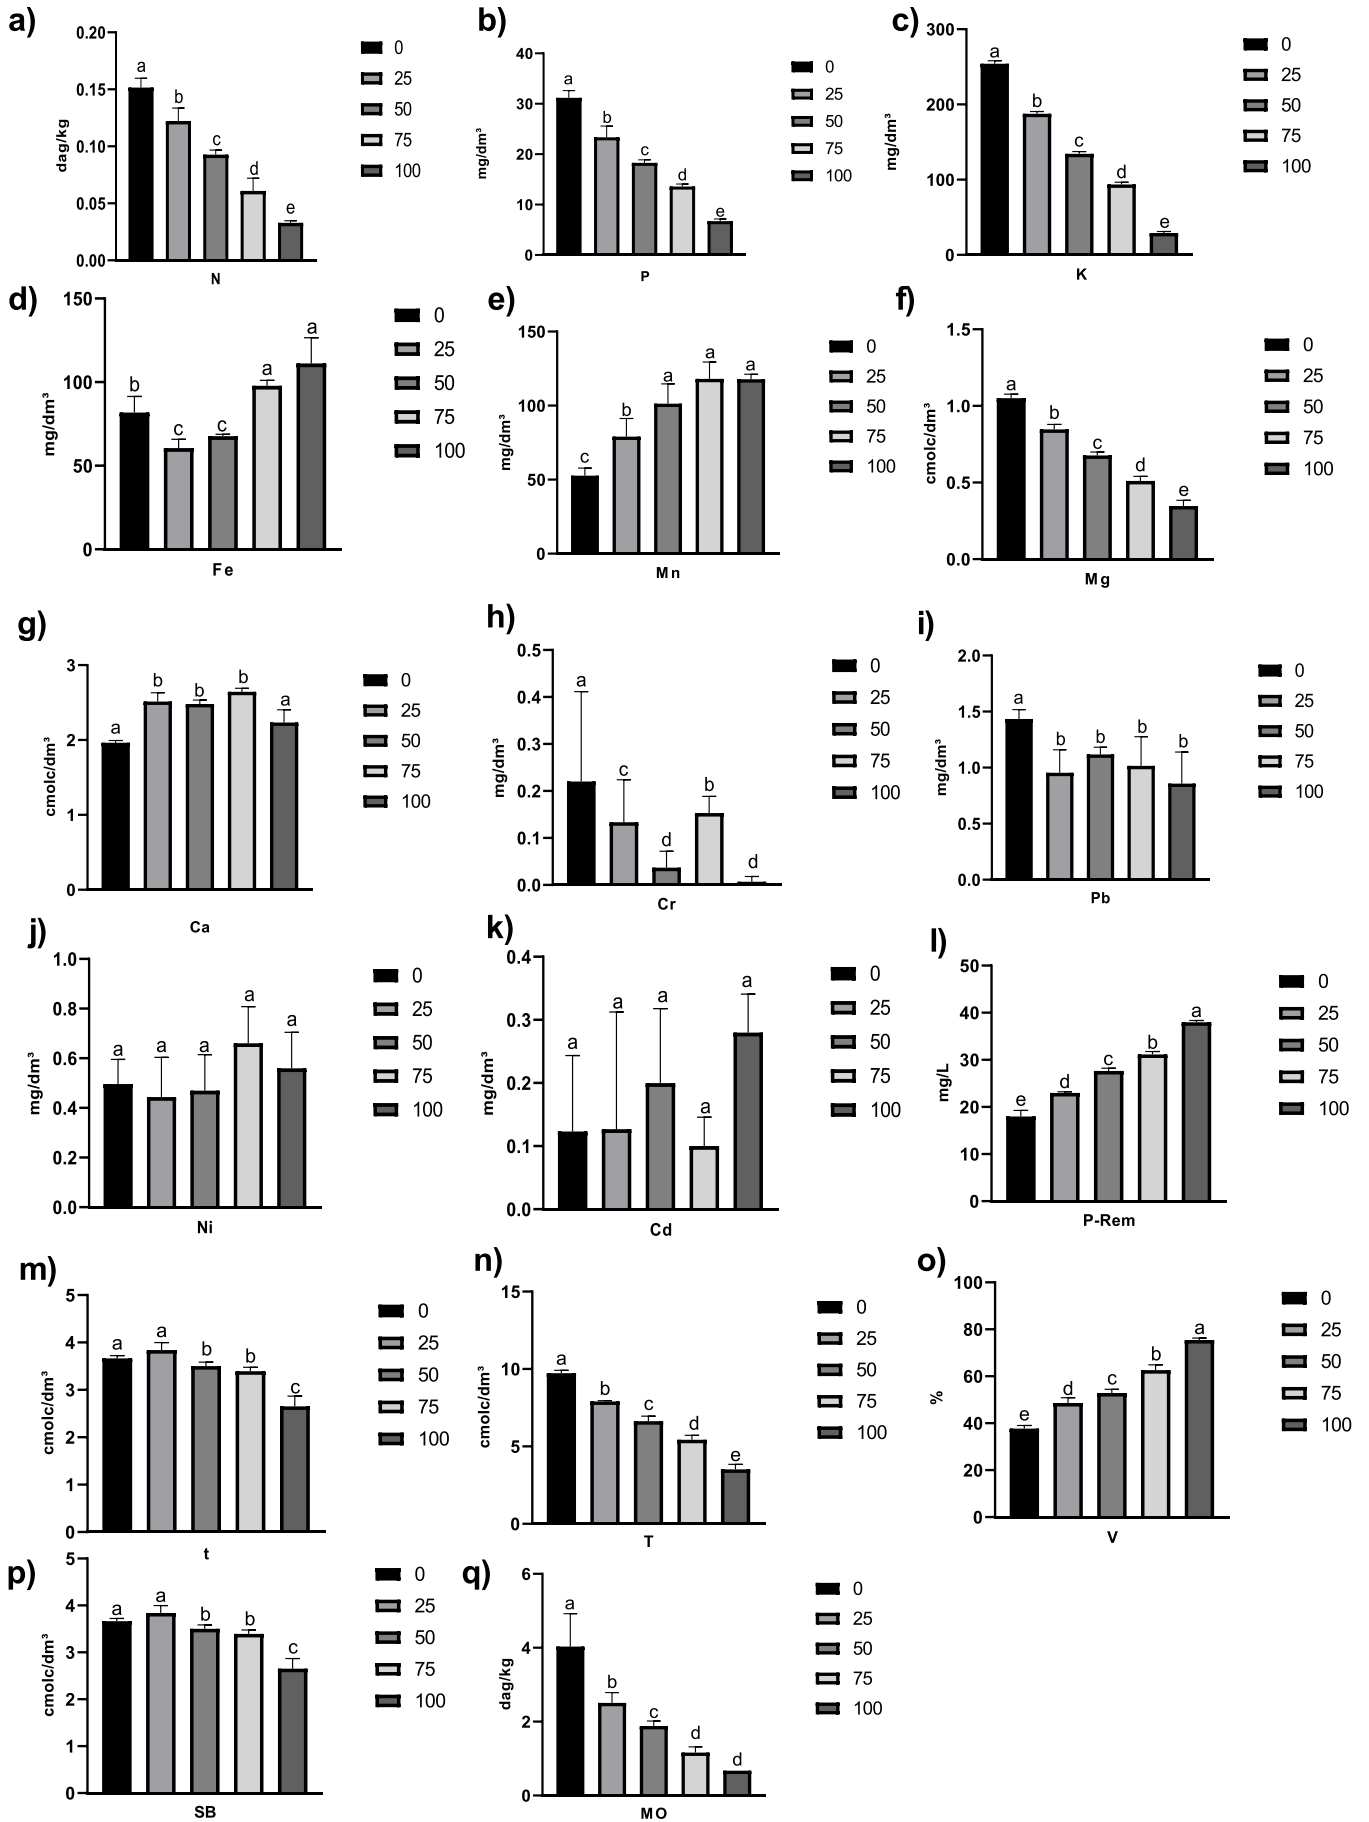 a)
0.20
0.15
0.10
0.05
0.00
dag/kg
a
b
c
d
e
N
0
25
50
75
100
b)
40
30
20
10
0
mg/dm³
a
b
c
d
e
P
0
25
50
75
100
c)
300
200
100
0
mg/dm³
a
b
c
d
e
K
0
25
50
75
100
d)
150
100
50
0
mg/dm³
b
c
c
a
a
Fe
0
25
50
75
100
e)
150
100
50
0
mg/dm³
c
b
a
a
a
Mn
0
25
50
75
100
f)
1.5
1.0
0.5
0.0
cmolc/dm³
a
b
c
d
e
Mg
0
25
50
75
100
g)
3
2
1
0
cmolc/dm³
a
b
b
b
a
Ca
0
25
50
75
100
h)
0.5
0.4
0.3
0.2
0.1
0.0
mg/dm³
a
c
d
b
d
Cr
0
25
50
75
100
i)
2.0
1.5
1.0
0.5
0.0
mg/dm³
a
b
b
b
b
Pb
0
25
50
75
100
j)
1.0
0.8
0.6
0.4
0.2
0.0
mg/dm³
a
a
a
a
a
Ni
0
25
50
75
100
k)
0.4
0.3
0.2
0.1
0.0
mg/dm³
a
a
a
a
a
Cd
0
25
50
75
100
l)
50
40
30
20
10
0
mg/L
e
d
c
b
a
P-Rem
0
25
50
75
100
m)
5
4
3
2
1
0
cmolc/dm³
a
a
b
b
c
t
0
25
50
75
100
n)
15
10
5
0
cmolc/dm³
a
b
c
d
e
T
0
25
50
75
100
o)
100
80
60
40
20
0
%
e
d
c
b
a
V
0
25
50
75
100
p)
5
4
3
2
1
0
cmolc/dm³
a
a
b
b
c
SB
0
25
50
75
100
q)
6
4
2
0
dag/kg
a
b
c
d
d
MO
0
25
50
75
100